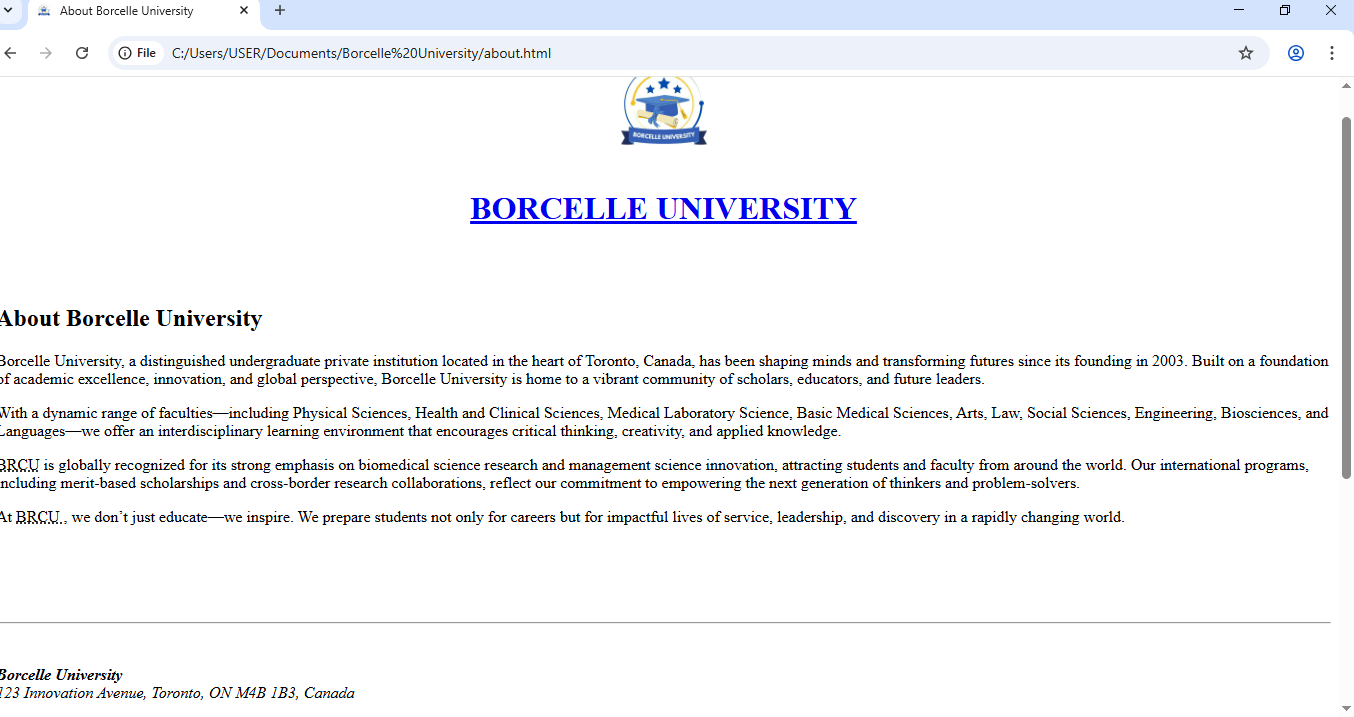 About Borcelle University
File
C:/Users/USER/Documents/Borcelle%20University/about.html
BORCELLE UNIVERSITY
BORCELLE UNIVERSITY
About Borcelle University
Borcelle University, a distinguished undergraduate private institution located in the heart of Toronto, Canada, has been shaping minds and transforming futures since its founding in 2003. Built on a foundation
of academic excellence, innovation, and global perspective, Borcelle University is home to a vibrant community of scholars, educators, and future leaders.
With a dynamic range of faculties—including Physical Sciences, Health and Clinical Sciences, Medical Laboratory Science, Basic Medical Sciences, Arts, Law, Social Sciences, Engineering, Biosciences, and
Languages—we offer an interdisciplinary learning environment that encourages critical thinking, creativity, and applied knowledge.
BRCU is globally recognized for its strong emphasis on biomedical science research and management science innovation, attracting students and faculty from around the world. Our international programs,
including merit-based scholarships and cross-border research collaborations, reflect our commitment to empowering the next generation of thinkers and problem-solvers.
At BRCU., we don’t just educate—we inspire. We prepare students not only for careers but for impactful lives of service, leadership, and discovery in a rapidly changing world.
Borcelle University
123 Innovation Avenue, Toronto, ON M4B 1B3, Canada